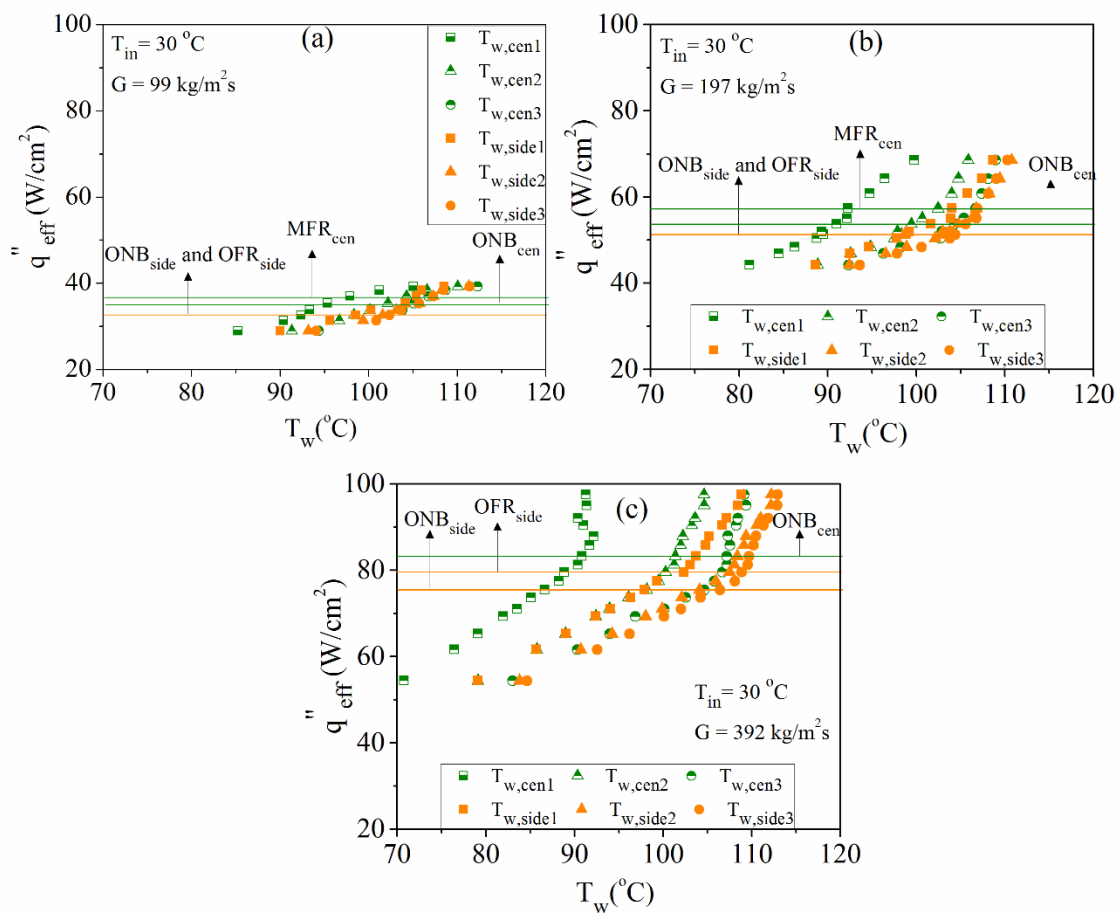 (a)
T_in = 30 °C
G = 99 kg/m²s
T_w,cen1
T_w,cen2
T_w,cen3
T_w,side1
T_w,side2
T_w,side3
MFR_cen
ONB_side and OFR_side
ONB_cen
100
80
60
40
20
q"_eff (W/cm²)
70 80 90 100 110 120
T_w(°C)
(b)
T_in = 30 °C
G = 197 kg/m²s
MFR_cen
ONB_side and OFR_side
ONB_cen
T_w,cen1 T_w,cen2 T_w,cen3
T_w,side1 T_w,side2 T_w,side3
100
80
60
40
20
q"_eff (W/cm²)
70 80 90 100 110 120
T_w(°C)
(c)
OFR_side
ONB_side
ONB_cen
T_in = 30 °C
G = 392 kg/m²s
T_w,cen1 T_w,cen2 T_w,cen3
T_w,side1 T_w,side2 T_w,side3
100
80
60
40
20
q"_eff (W/cm²)
70 80 90 100 110 120
T_w(°C)